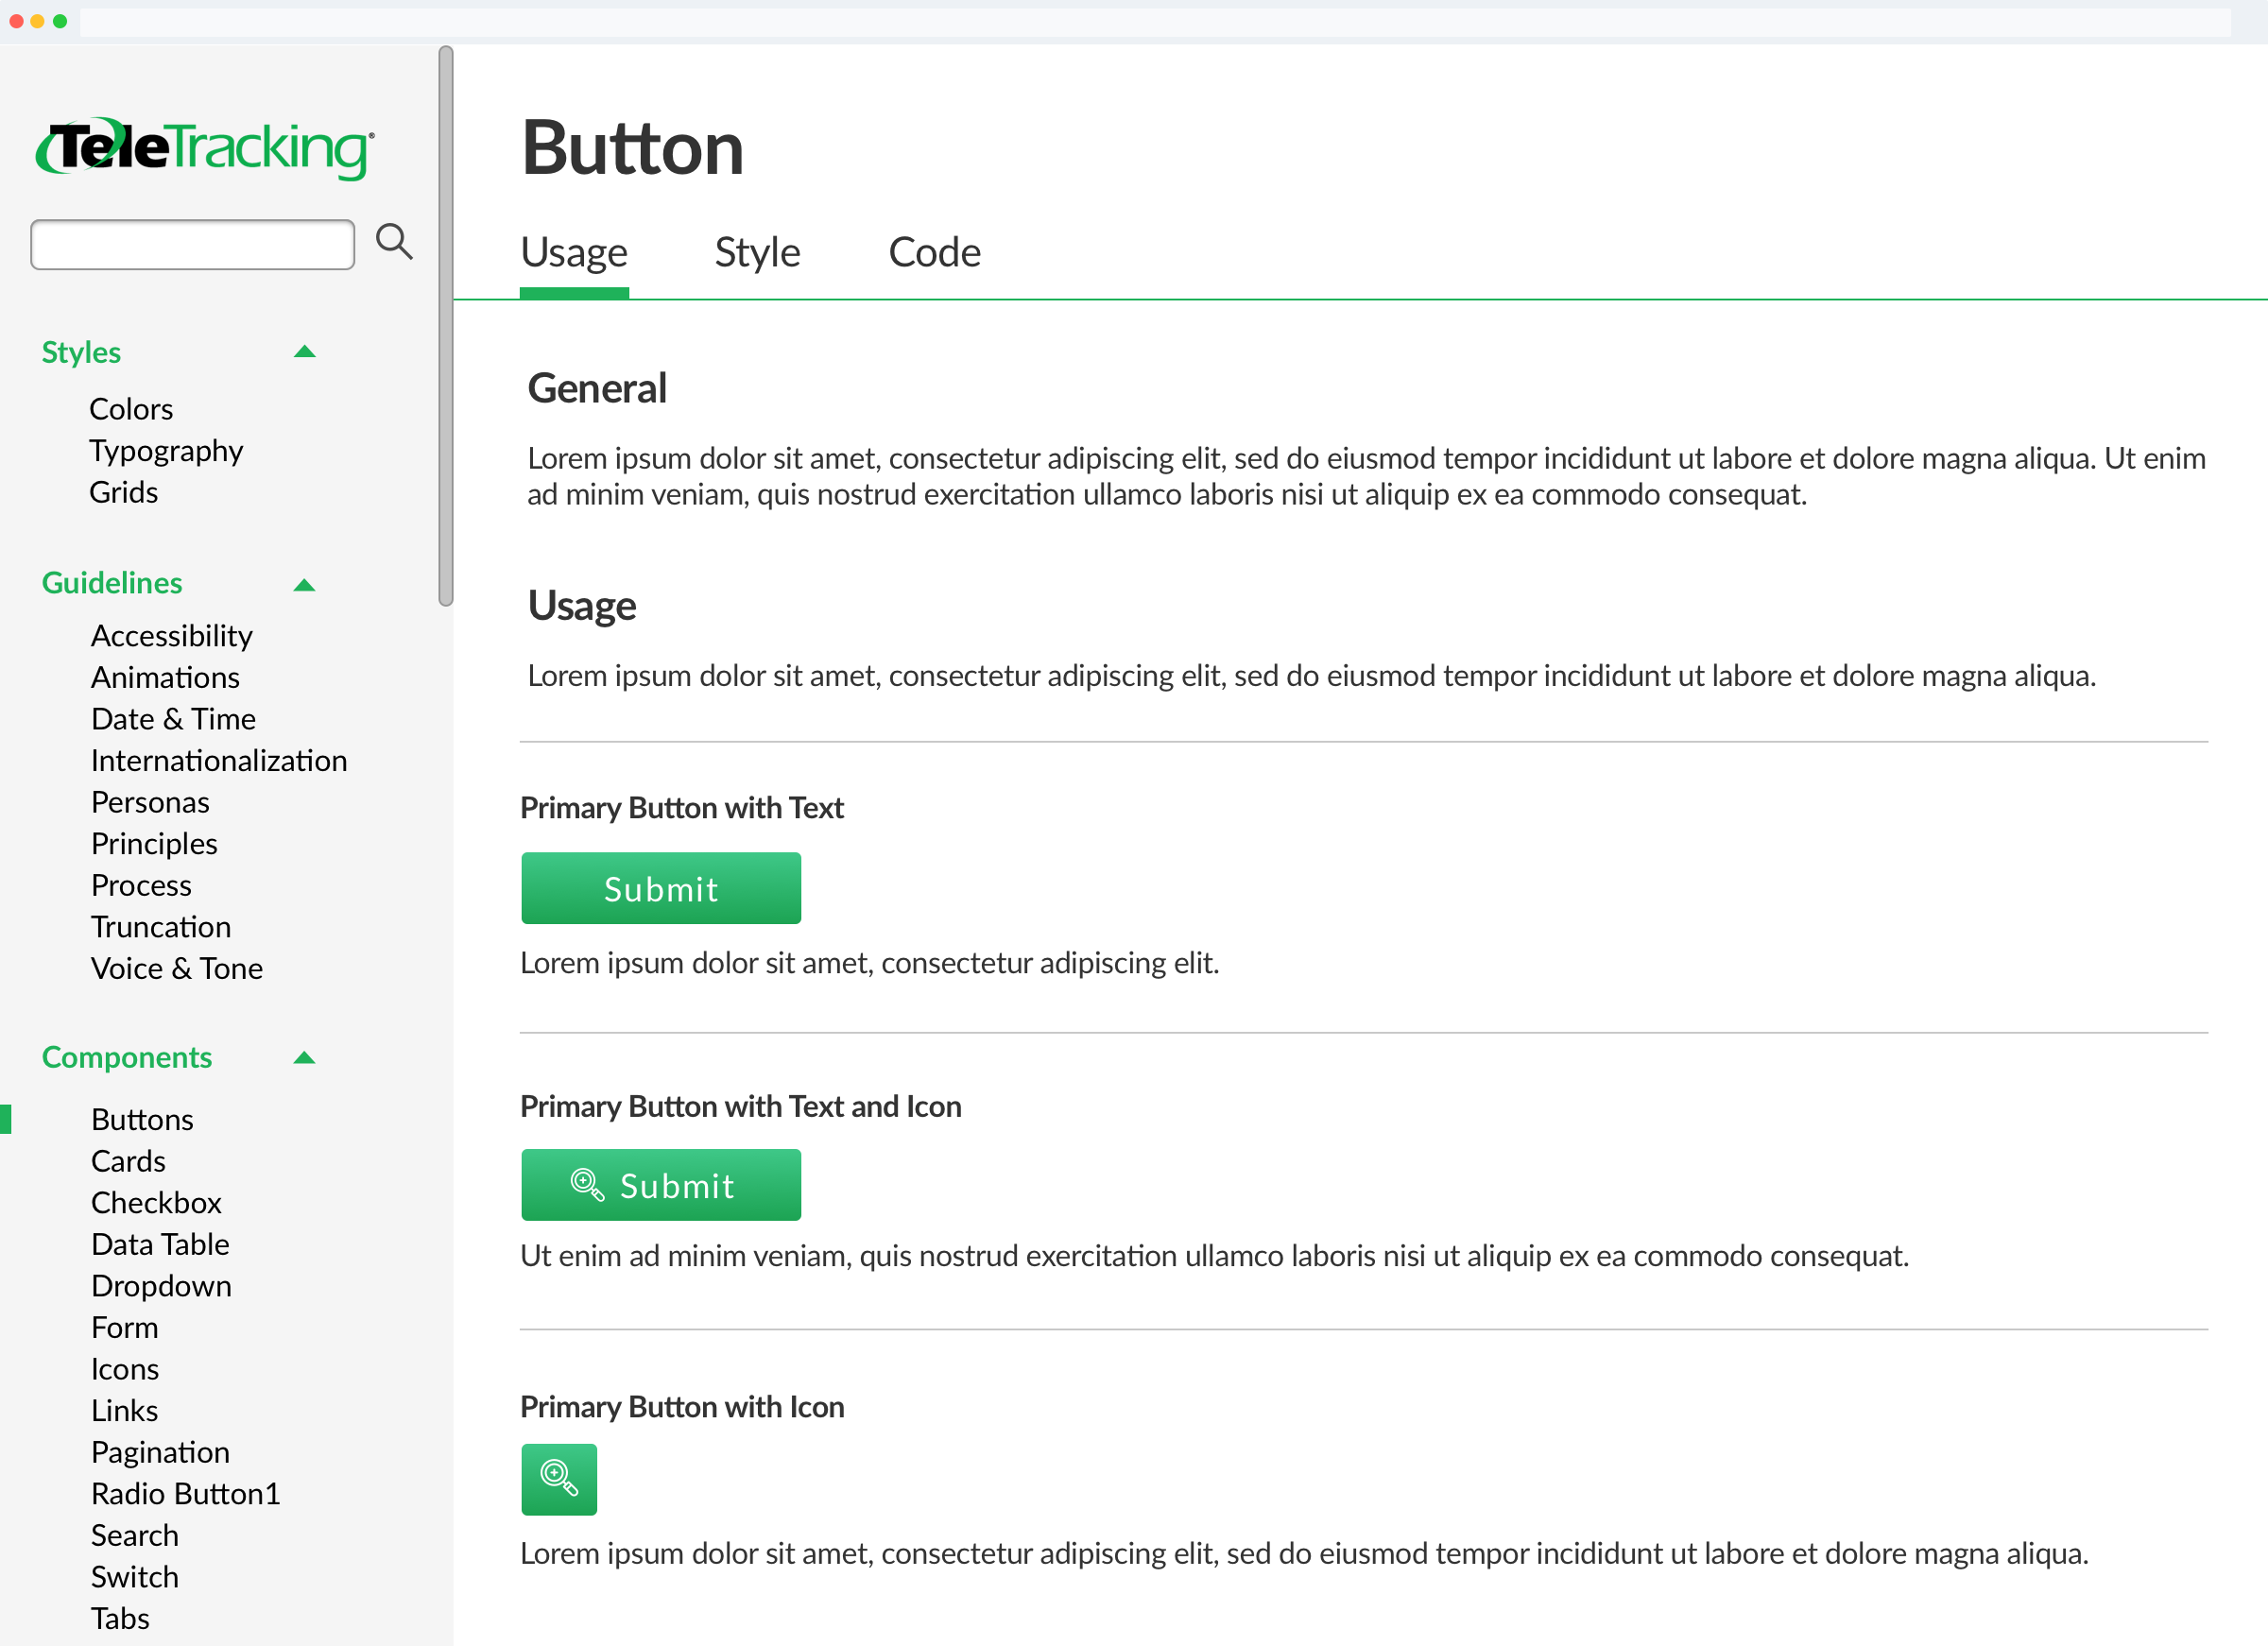 TeleTracking®
Styles
Colors
Typography
Grids
Guidelines
Accessibility
Animations
Date & Time
Internationalization
Personas
Principles
Process
Truncation
Voice & Tone
Components
Buttons
Cards
Checkbox
Data Table
Dropdown
Form
Icons
Links
Pagination
Radio Button1
Search
Switch
Tabs
Button
Usage Style Code
General
Lorem ipsum dolor sit amet, consectetur adipiscing elit, sed do eiusmod tempor incididunt ut labore et dolore magna aliqua. Ut enim
ad minim veniam, quis nostrud exercitation ullamco laboris nisi ut aliquip ex ea commodo consequat.
Usage
Lorem ipsum dolor sit amet, consectetur adipiscing elit, sed do eiusmod tempor incididunt ut labore et dolore magna aliqua.
Primary Button with Text
Submit
Lorem ipsum dolor sit amet, consectetur adipiscing elit.
Primary Button with Text and Icon
Submit
Ut enim ad minim veniam, quis nostrud exercitation ullamco laboris nisi ut aliquip ex ea commodo consequat.
Primary Button with Icon
Lorem ipsum dolor sit amet, consectetur adipiscing elit, sed do eiusmod tempor incididunt ut labore et dolore magna aliqua.